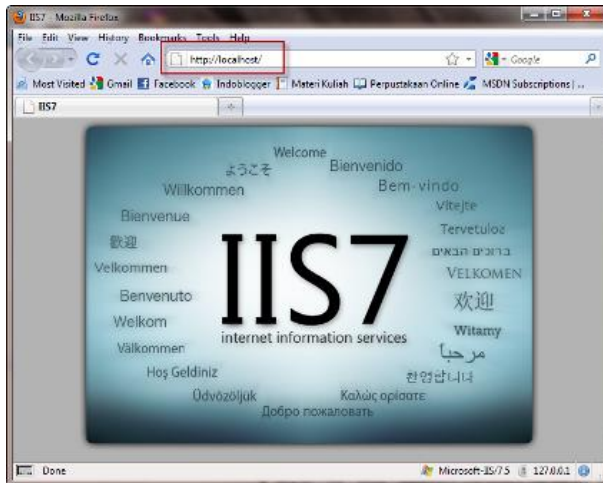 IIS7 - Mozilla Firefox
File Edit View History Bookmarks Tools Help
http://localhost/
Google
Most Visited Gmail Facebook Indoblogger Materi Kuliah Perpustakaan Online MSDN Subscriptions | ...
IIS7
Welcome
ようこそ
Bienvenido
Willkommen
Bem-vindo
Bienvenue
Vítejte
Tervetuloa
歡迎
ברוכים הבאים
Velkommen
VELKOMEN
IIS7
Benvenuto
欢迎
Welkom
internet information services
Witamy
Välkommen
مرحباً
Hoş Geldiniz
환영합니다
Üdvözöljük
Καλώς ορίσατε
Добро пожаловать
Done
Microsoft-IIS/7.5
127.0.0.1